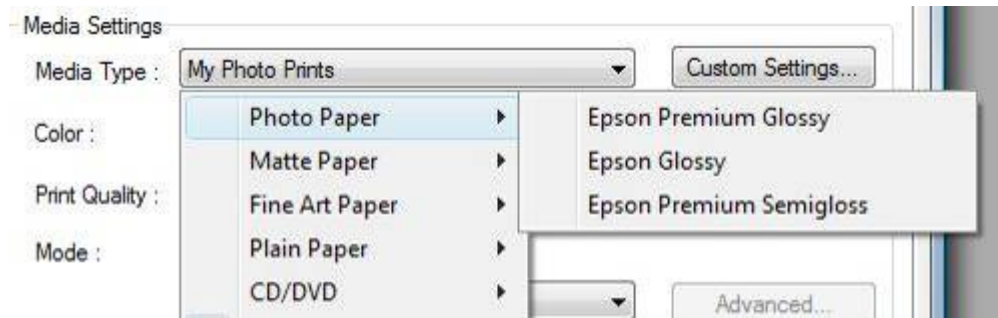 Media Settings
Media Type : My Photo Prints Custom Settings...
Photo Paper Epson Premium Glossy
Color :
Matte Paper Epson Glossy
Print Quality : Fine Art Paper Epson Premium Semigloss
Mode : Plain Paper
CD/DVD Advanced...